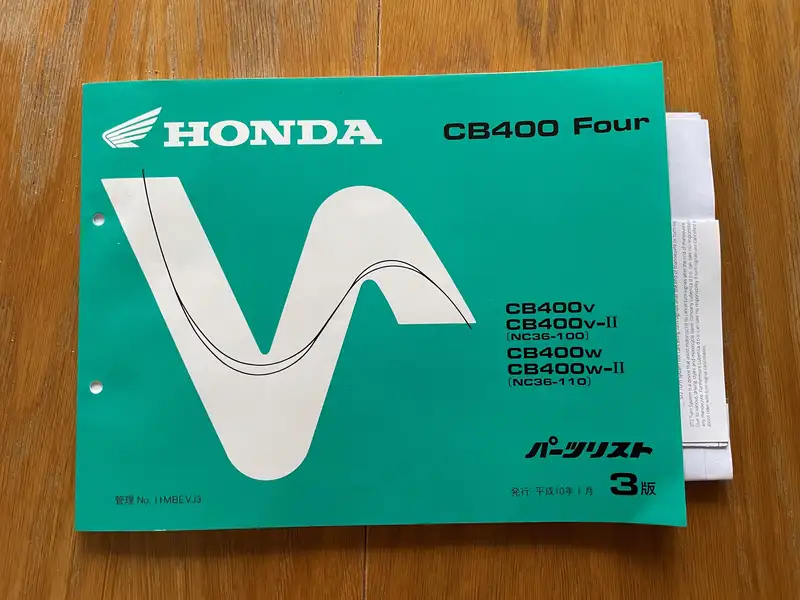 HONDA
CB400 Four
CB400V
CB400V-II
(NC36-100)
CB400W
CB400W-II
(NC36-110)
パーツリスト
管理 No. 11MBEVJ3
発行 平成10年1月 3版